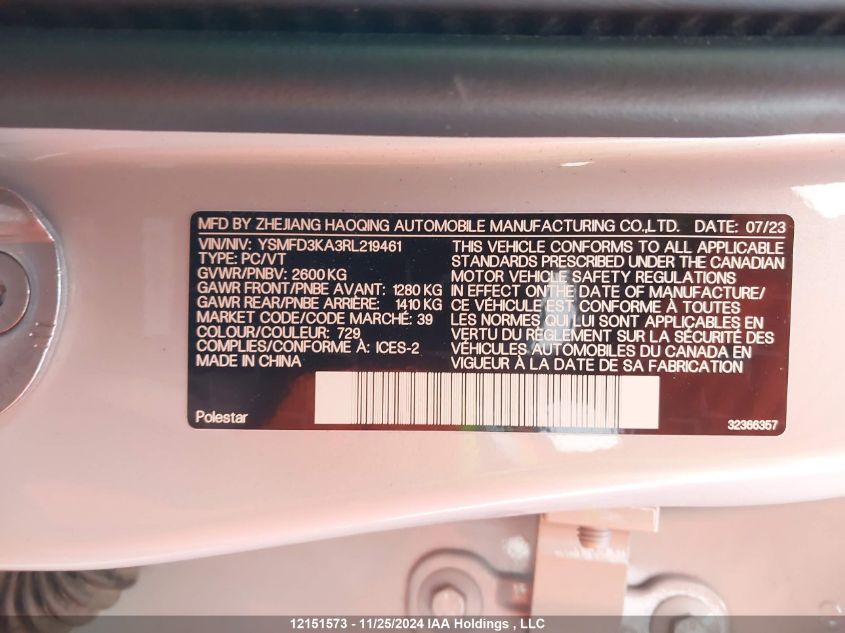 MFD BY ZHEJIANG HAOQING AUTOMOBILE MANUFACTURING CO.,LTD. DATE: 07/23
VIN/NIV: YSMFD3KA3RL219461
TYPE: PC/VT
GVWR/PNBV: 2600 KG
GAWR FRONT/PNBE AVANT: 1280 KG
GAWR REAR/PNBE ARRIÈRE: 1410 KG
MARKET CODE/CODE MARCHÉ: 39
COLOUR/COULEUR: 729
COMPLIES/CONFORME À: ICES-2
MADE IN CHINA
THIS VEHICLE CONFORMS TO ALL APPLICABLE
STANDARDS PRESCRIBED UNDER THE CANADIAN
MOTOR VEHICLE SAFETY REGULATIONS
IN EFFECT ON THE DATE OF MANUFACTURE/
CE VÉHICULE EST CONFORME À TOUTES
LES NORMES QUI LUI SONT APPLICABLES EN
VERTU DU RÈGLEMENT SUR LA SÉCURITÉ DES
VÉHICULES AUTOMOBILES DU CANADA EN
VIGUEUR À LA DATE DE SA FABRICATION
Polestar
32366357
12151573 - 11/25/2024 IAA Holdings , LLC